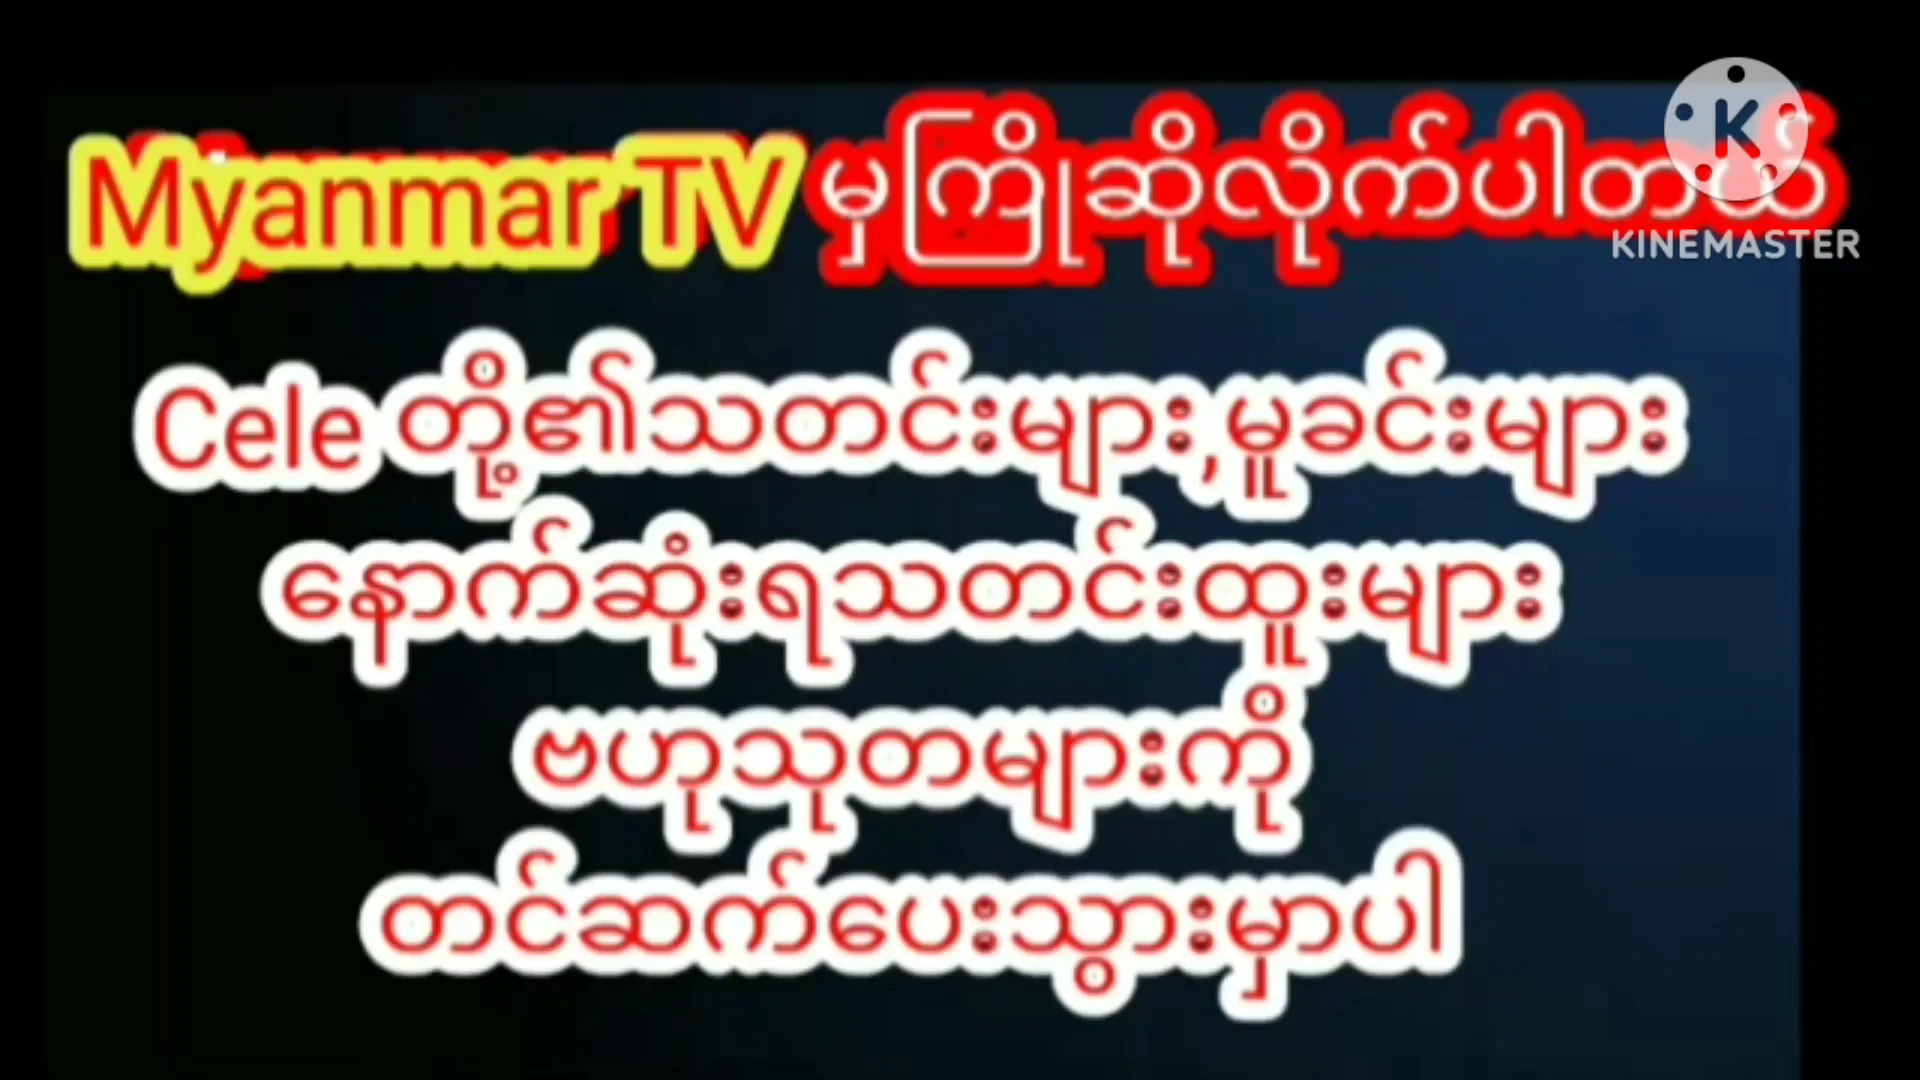 Myanmar TV မှကြိုဆိုလိုက်ပါတယ်
KINEMASTER
Cele တို့၏သတင်းများ,မှုခင်းများ
နောက်ဆုံးရသတင်းထူးများ
ဗဟုသုတများကို
တင်ဆက်ပေးသွားမှာပါ